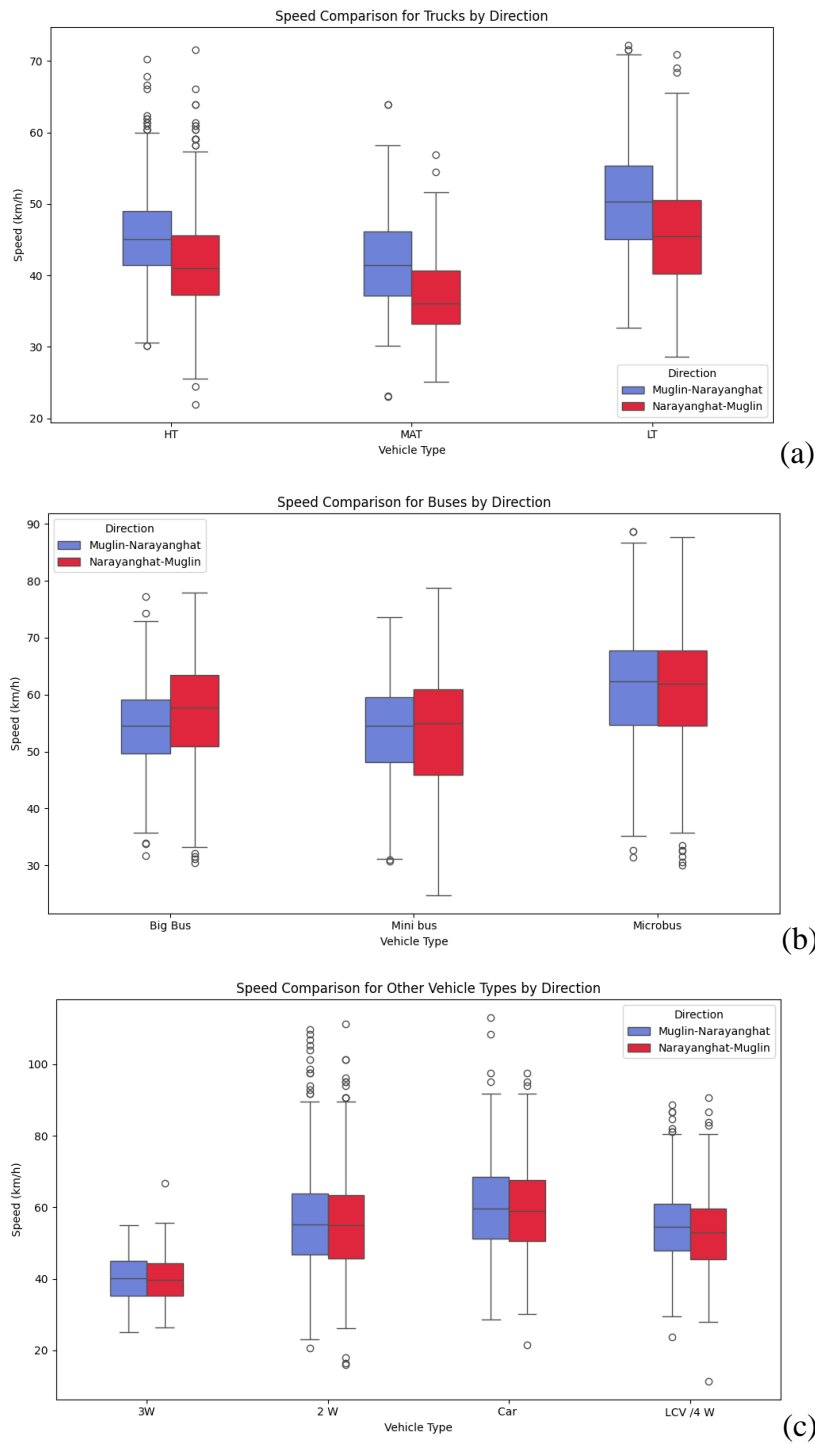 Speed Comparison for Trucks by Direction
70
60
50
40
30
20
Speed (km/h)
HT MAT LT
Vehicle Type
Direction
Muglin-Narayanghat
Narayanghat-Muglin
(a)
Speed Comparison for Buses by Direction
90
80
70
60
50
40
30
Speed (km/h)
Direction
Muglin-Narayanghat
Narayanghat-Muglin
Big Bus Mini bus Microbus
Vehicle Type
(b)
Speed Comparison for Other Vehicle Types by Direction
100
80
60
40
20
Speed (km/h)
Direction
Muglin-Narayanghat
Narayanghat-Muglin
3W 2 W Car LCV /4 W
Vehicle Type
(c)